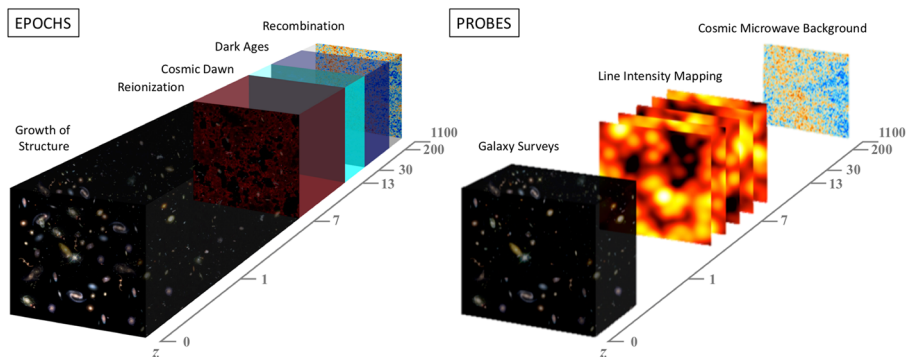 EPOCHS
Recombination
Dark Ages
Cosmic Dawn
Reionization
Growth of
Structure
1100
200
30
13
7
1
0
z
PROBES
Cosmic Microwave Background
Line Intensity Mapping
Galaxy Surveys
1100
200
30
13
7
1
0
z